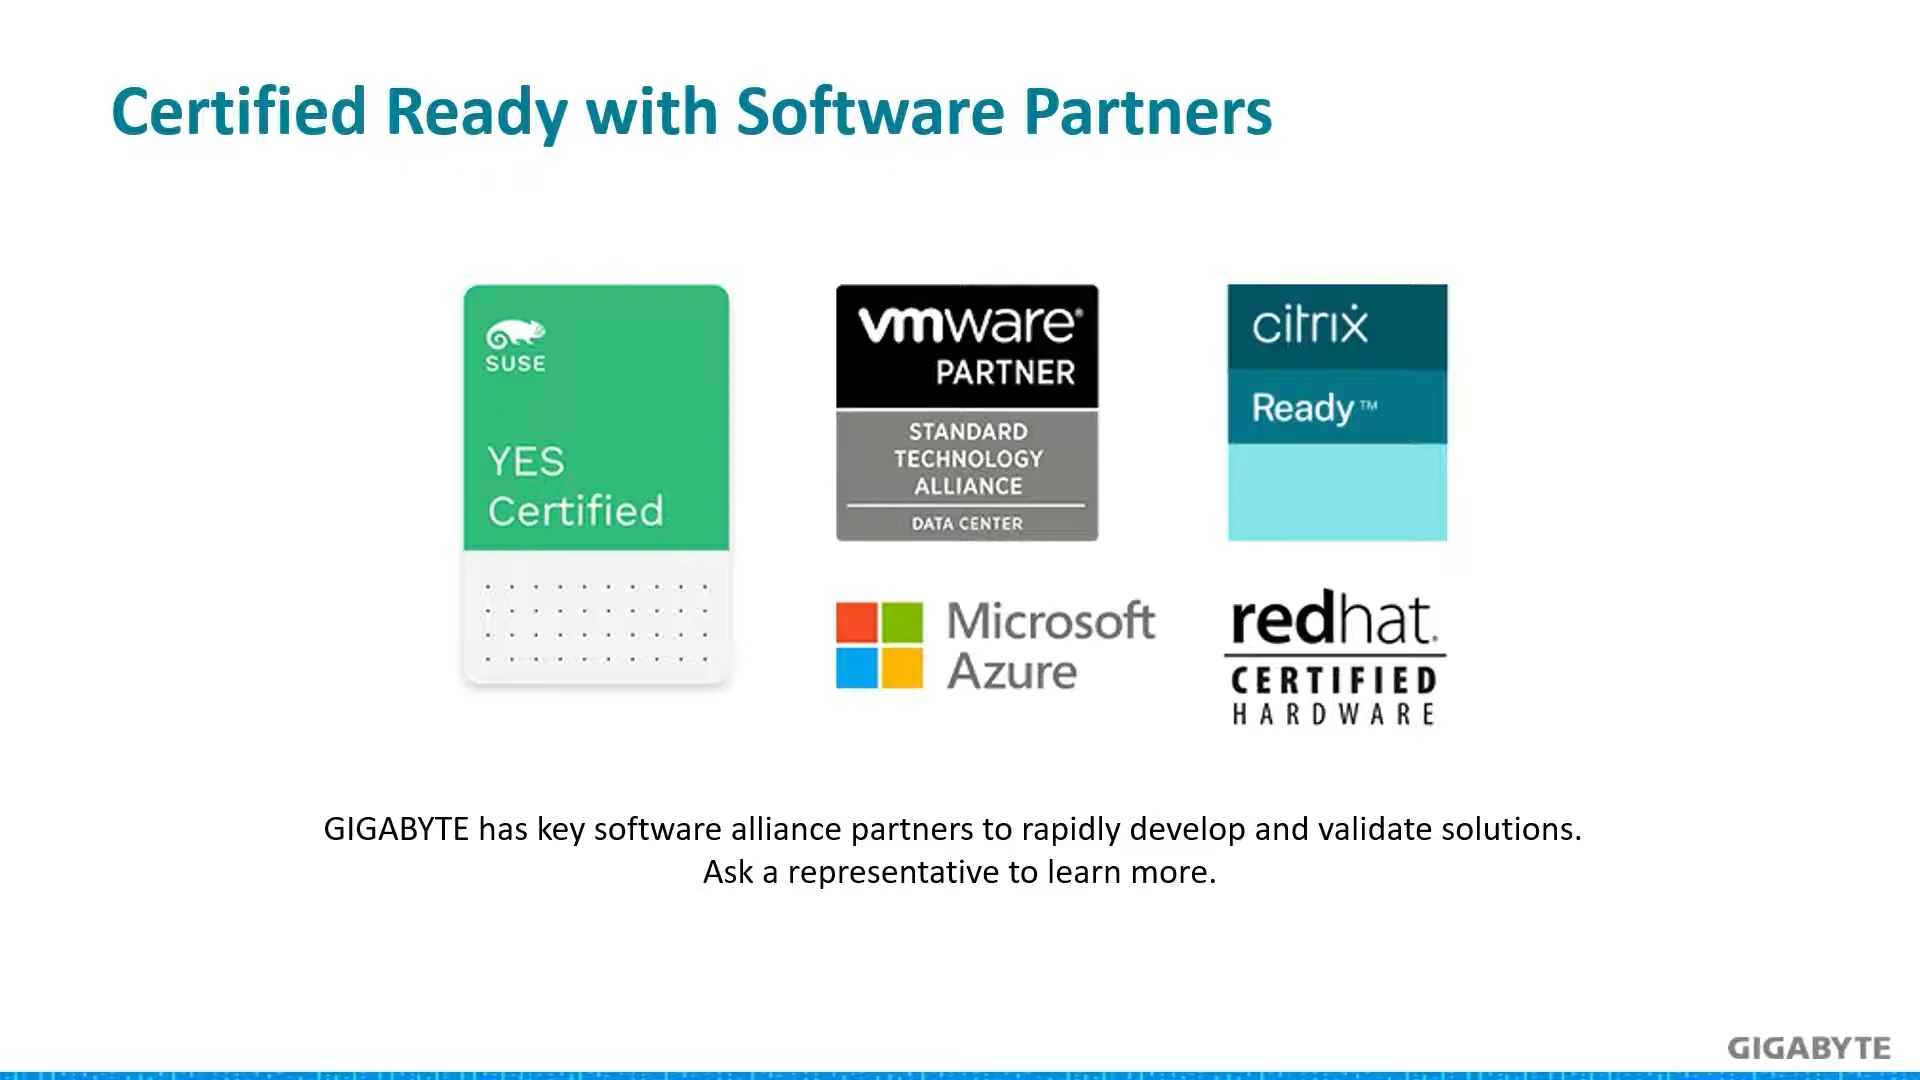 Certified Ready with Software Partners
SUSE
YES
Certified
vmware®
PARTNER
STANDARD
TECHNOLOGY
ALLIANCE
DATA CENTER
citrix
Ready™
Microsoft
Azure
redhat.
CERTIFIED
HARDWARE
GIGABYTE has key software alliance partners to rapidly develop and validate solutions.
Ask a representative to learn more.
GIGABYTE